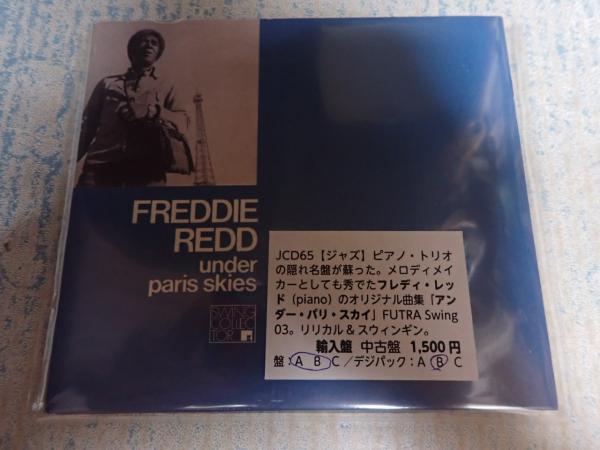 FREDDIE
REDD
under
paris skies
SWING
COLLEC
TOR
JCD65【ジャズ】ピアノ・トリオ
の隠れ名盤が蘇った。メロディメイ
カーとしても秀でたフレディ・レッ
ド（piano）のオリジナル曲集「アン
ダー・パリ・スカイ」FUTRA Swing
03。リリカル＆スウィンギン。
輸入盤 中古盤 1,500円
盤：A B C／デジパック：A B C